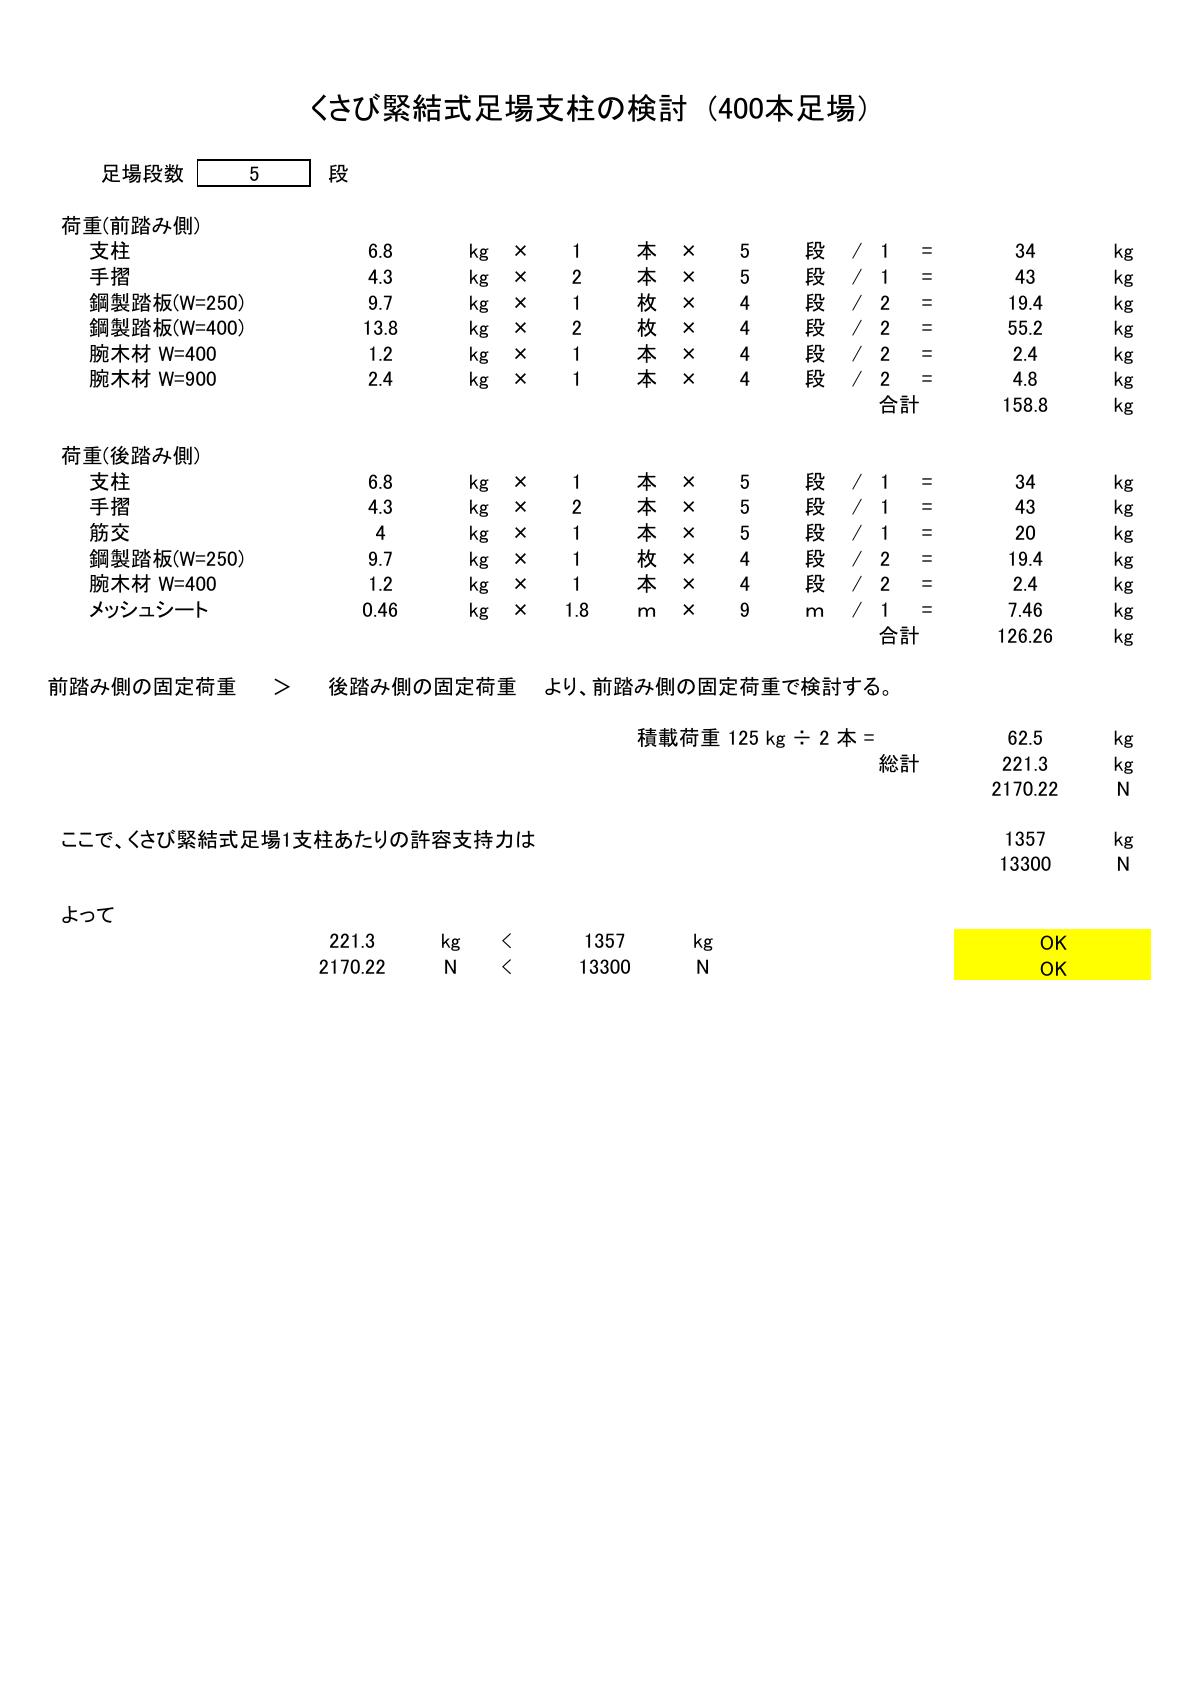 くさび緊結式足場支柱の検討 (400本足場)
足場段数 5 段
荷重(前踏み側)
支柱 6.8 kg × 1 本 × 5 段 / 1 = 34 kg
手摺 4.3 kg × 2 本 × 5 段 / 1 = 43 kg
鋼製踏板(W=250) 9.7 kg × 1 枚 × 4 段 / 2 = 19.4 kg
鋼製踏板(W=400) 13.8 kg × 2 枚 × 4 段 / 2 = 55.2 kg
腕木材 W=400 1.2 kg × 1 本 × 4 段 / 2 = 2.4 kg
腕木材 W=900 2.4 kg × 1 本 × 4 段 / 2 = 4.8 kg
合計 158.8 kg
荷重(後踏み側)
支柱 6.8 kg × 1 本 × 5 段 / 1 = 34 kg
手摺 4.3 kg × 2 本 × 5 段 / 1 = 43 kg
筋交 4 kg × 1 本 × 5 段 / 1 = 20 kg
鋼製踏板(W=250) 9.7 kg × 1 枚 × 4 段 / 2 = 19.4 kg
腕木材 W=400 1.2 kg × 1 本 × 4 段 / 2 = 2.4 kg
メッシュシート 0.46 kg × 1.8 m × 9 m / 1 = 7.46 kg
合計 126.26 kg
前踏み側の固定荷重 > 後踏み側の固定荷重 より、前踏み側の固定荷重で検討する。
積載荷重 125 kg ÷ 2 本 = 62.5 kg
総計 221.3 kg
2170.22 N
ここで、くさび緊結式足場1支柱あたりの許容支持力は 1357 kg
13300 N
よって
221.3 kg < 1357 kg OK
2170.22 N < 13300 N OK